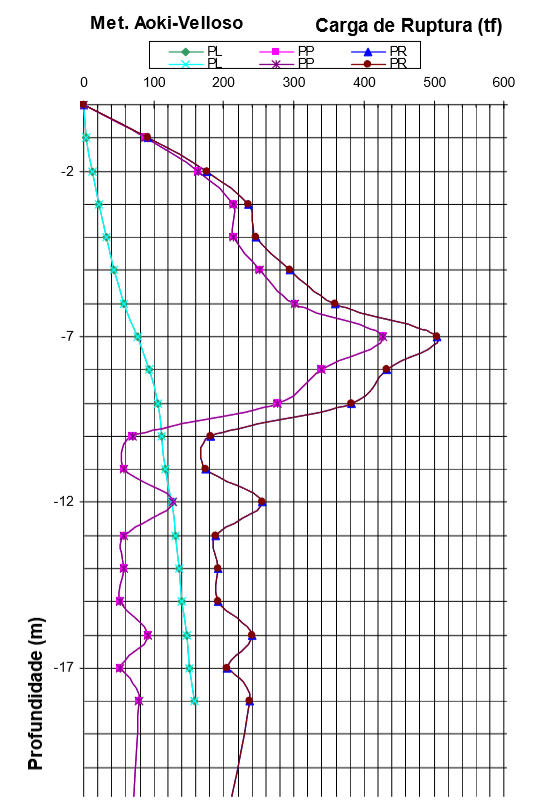 Met. Aoki-Velloso
Carga de Ruptura (tf)
PL PP PR
PL PP PR
0 100 200 300 400 500 600
-2
-7
-12
-17
Profundidade (m)